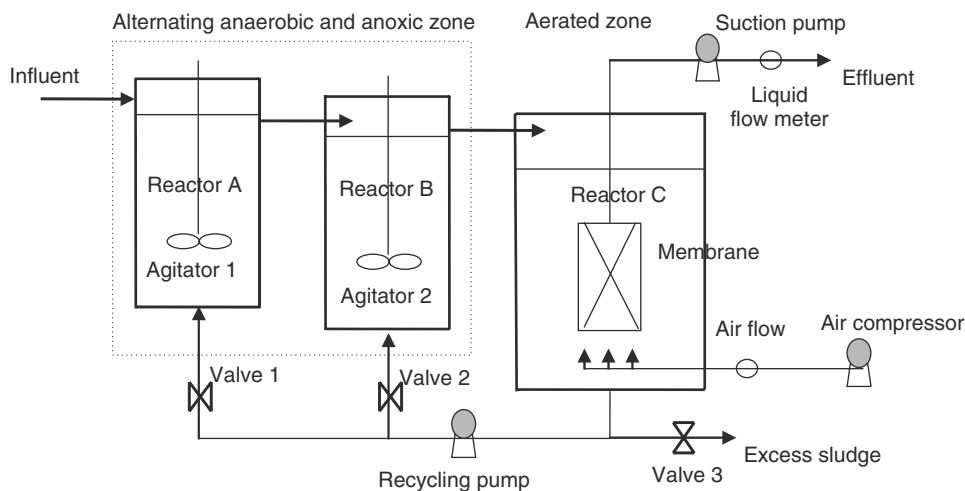 Alternating anaerobic and anoxic zone
Aerated zone
Suction pump
Influent
Effluent
Liquid
flow meter
Reactor A
Reactor B
Reactor C
Membrane
Agitator 1
Agitator 2
Air flow
Air compressor
Valve 1
Valve 2
Recycling pump
Valve 3
Excess sludge